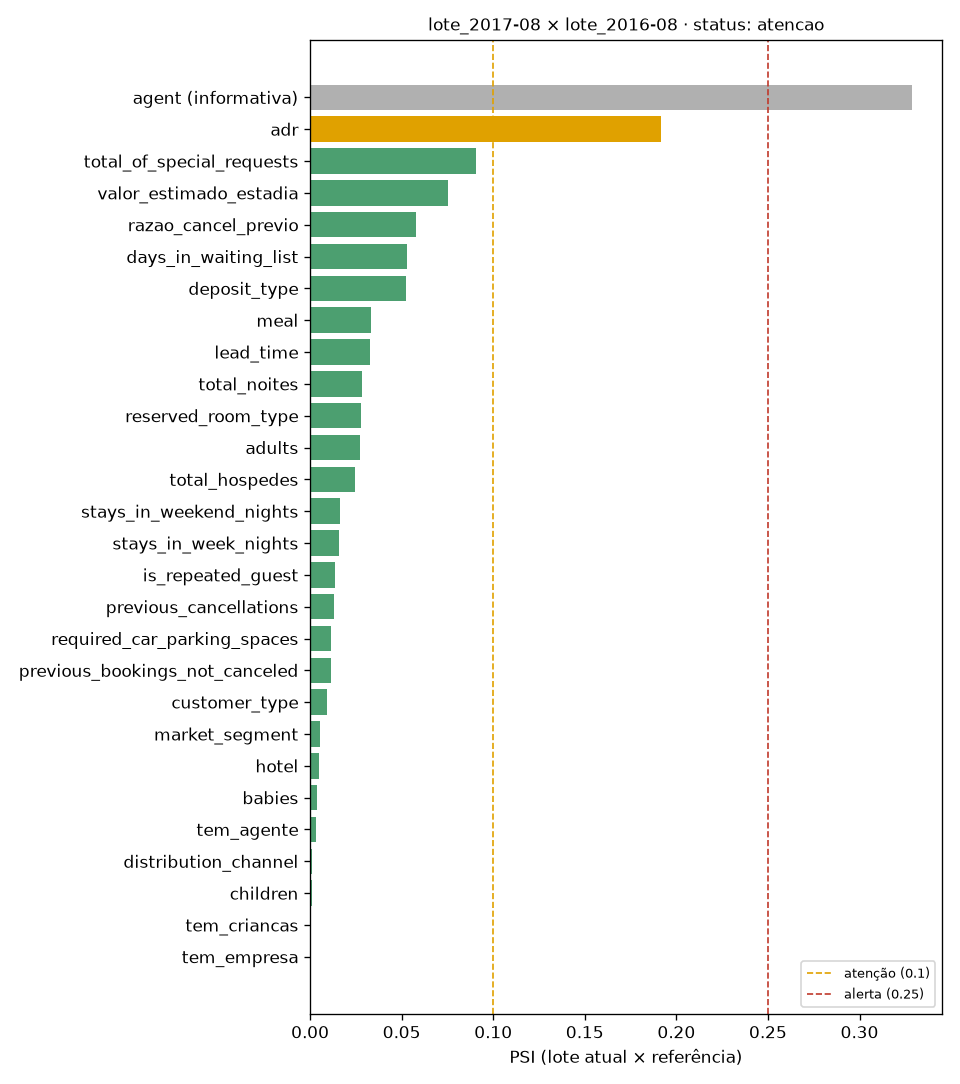 lote_2017-08 × lote_2016-08 · status: atencao
agent (informativa)
adr
total_of_special_requests
valor_estimado_estadia
razao_cancel_previo
days_in_waiting_list
deposit_type
meal
lead_time
total_noites
reserved_room_type
adults
total_hospedes
stays_in_weekend_nights
stays_in_week_nights
is_repeated_guest
previous_cancellations
required_car_parking_spaces
previous_bookings_not_canceled
customer_type
market_segment
hotel
babies
tem_agente
distribution_channel
children
tem_criancas
tem_empresa
atenção (0.1)
alerta (0.25)
0.00 0.05 0.10 0.15 0.20 0.25 0.30
PSI (lote atual × referência)